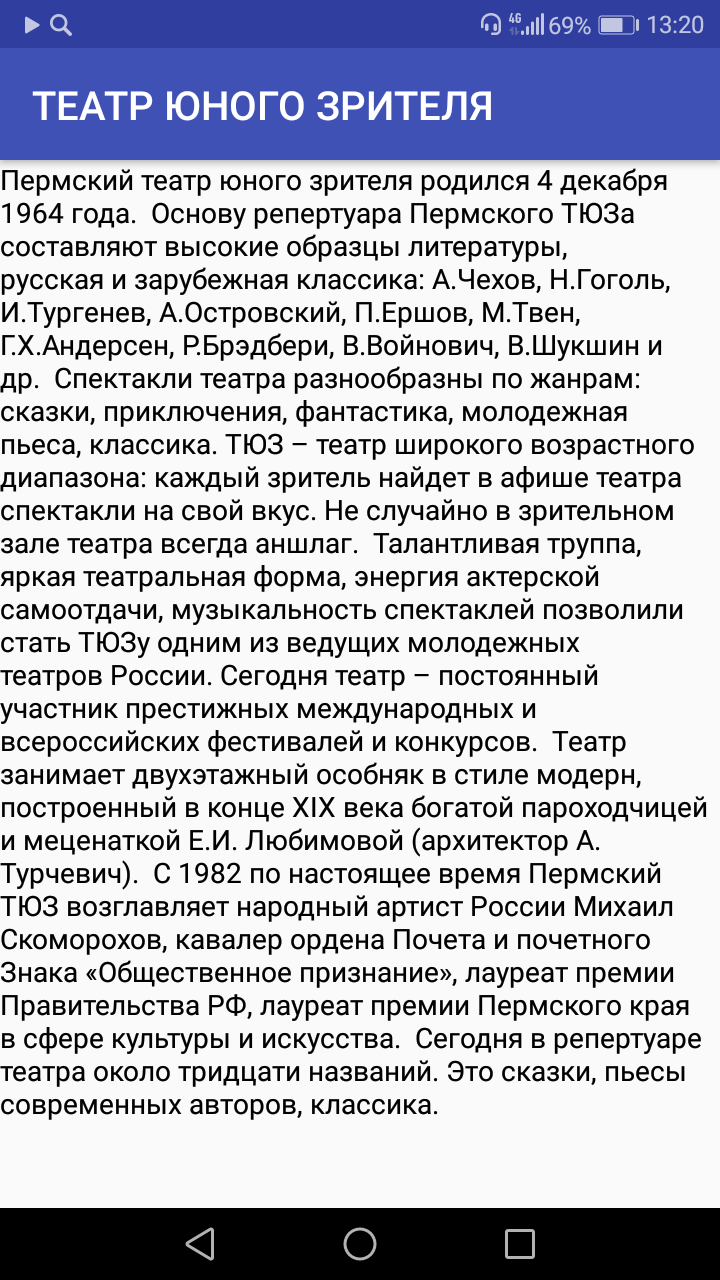 4G 69% 13:20
ТЕАТР ЮНОГО ЗРИТЕЛЯ
Пермский театр юного зрителя родился 4 декабря
1964 года.  Основу репертуара Пермского ТЮЗа
составляют высокие образцы литературы,
русская и зарубежная классика: А.Чехов, Н.Гоголь,
И.Тургенев, А.Островский, П.Ершов, М.Твен,
Г.Х.Андерсен, Р.Брэдбери, В.Войнович, В.Шукшин и
др.  Спектакли театра разнообразны по жанрам:
сказки, приключения, фантастика, молодежная
пьеса, классика. ТЮЗ – театр широкого возрастного
диапазона: каждый зритель найдет в афише театра
спектакли на свой вкус. Не случайно в зрительном
зале театра всегда аншлаг.  Талантливая труппа,
яркая театральная форма, энергия актерской
самоотдачи, музыкальность спектаклей позволили
стать ТЮЗу одним из ведущих молодежных
театров России. Сегодня театр – постоянный
участник престижных международных и
всероссийских фестивалей и конкурсов.  Театр
занимает двухэтажный особняк в стиле модерн,
построенный в конце XIX века богатой пароходчицей
и меценаткой Е.И. Любимовой (архитектор А.
Турчевич).  С 1982 по настоящее время Пермский
ТЮЗ возглавляет народный артист России Михаил
Скоморохов, кавалер ордена Почета и почетного
Знака «Общественное признание», лауреат премии
Правительства РФ, лауреат премии Пермского края
в сфере культуры и искусства.  Сегодня в репертуаре
театра около тридцати названий. Это сказки, пьесы
современных авторов, классика.